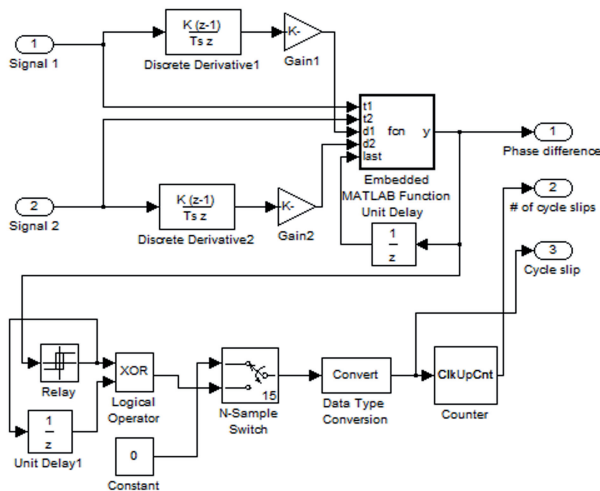 K (z-1)
Ts z
K-
1
Signal 1
Discrete Derivative1
Gain1
t1
t2
d1
d2
last
fcn
y
1
Phase difference
Embedded
MATLAB Function
2
# of cycle slips
K (z-1)
Ts z
K-
2
Signal 2
Discrete Derivative2
Gain2
Unit Delay
1
z
3
Cycle slip
Relay
XOR
Logical
Operator
15
N-Sample
Switch
Convert
Data Type
Conversion
ClkUpCnt
Counter
1
z
Unit Delay1
0
Constant